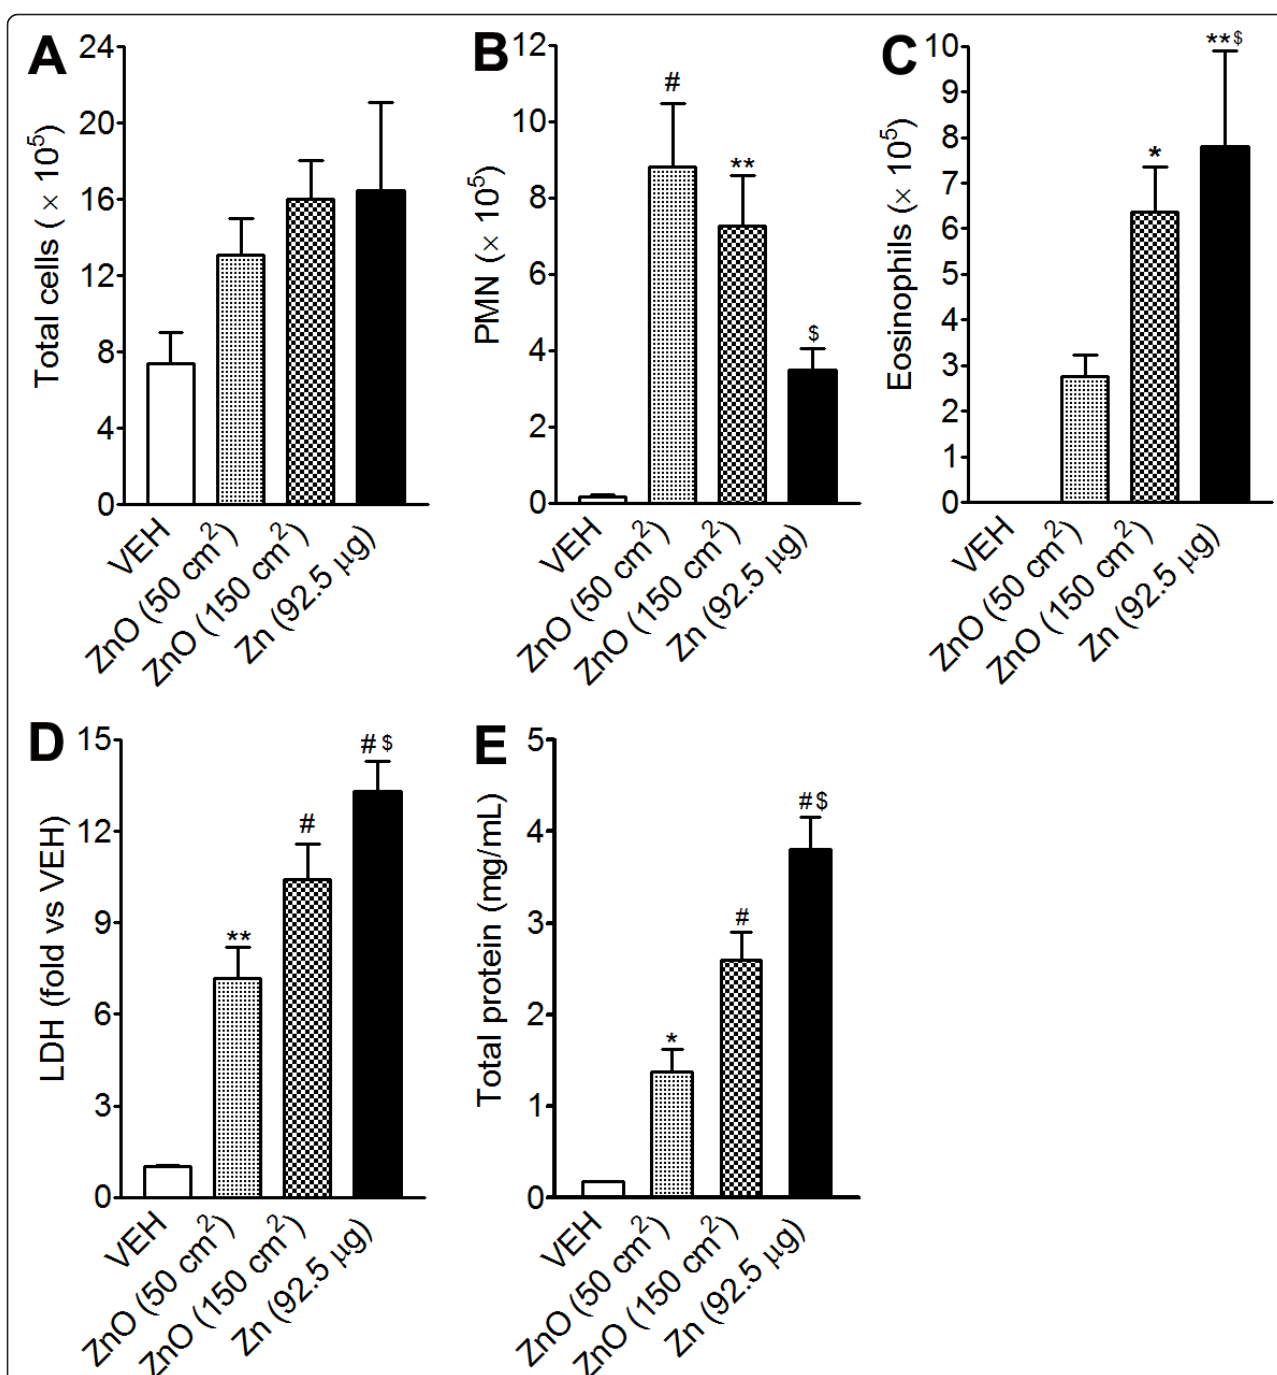 A
Total cells (× 10⁵)
24
20
16
12
8
4
0
VEH
ZnO (50 cm²)
ZnO (150 cm²)
Zn (92.5 μg)
B
PMN (× 10⁵)
12
10
8
6
4
2
0
#
**
$
VEH
ZnO (50 cm²)
ZnO (150 cm²)
Zn (92.5 μg)
C
Eosinophils (× 10⁵)
10
9
8
7
6
5
4
3
2
1
0
*
**$
VEH
ZnO (50 cm²)
ZnO (150 cm²)
Zn (92.5 μg)
D
LDH (fold vs VEH)
15
12
9
6
3
0
**
#
# $
VEH
ZnO (50 cm²)
ZnO (150 cm²)
Zn (92.5 μg)
E
Total protein (mg/mL)
5
4
3
2
1
0
*
#
#$
VEH
ZnO (50 cm²)
ZnO (150 cm²)
Zn (92.5 μg)